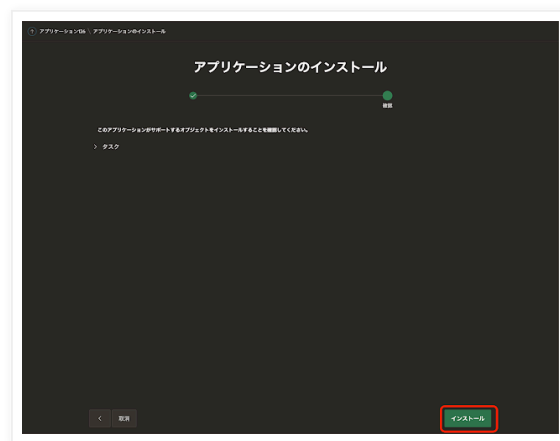 アプリケーション136 \ アプリケーションのインストール
アプリケーションのインストール
確認
このアプリケーションがサポートするオブジェクトをインストールすることを確認してください。
> タスク
取消
インストール